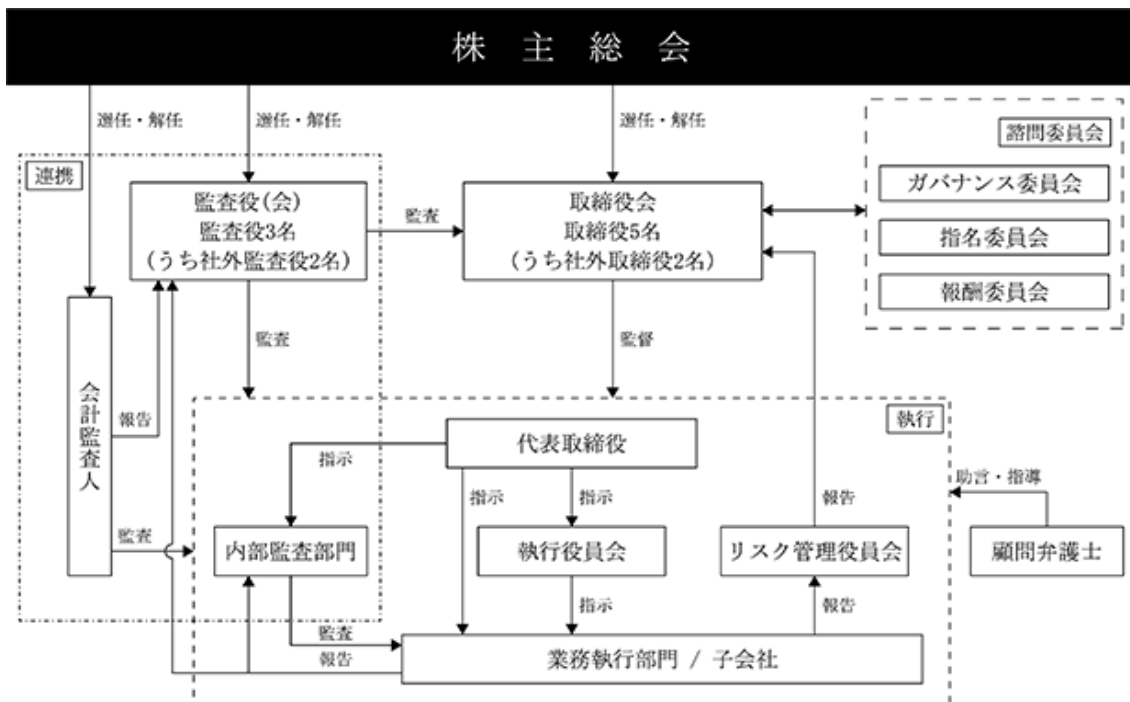 株主総会
選任・解任
選任・解任
選任・解任
諮問委員会
連携
ガバナンス委員会
監査役(会)
監査役3名
(うち社外監査役2名)
監査
取締役会
取締役5名
(うち社外取締役2名)
指名委員会
報酬委員会
監査
監督
会計監査人
執行
報告
代表取締役
指示
指示
指示
報告
助言・指導
監査
内部監査部門
執行役員会
リスク管理役員会
顧問弁護士
指示
報告
監査
報告
業務執行部門 / 子会社